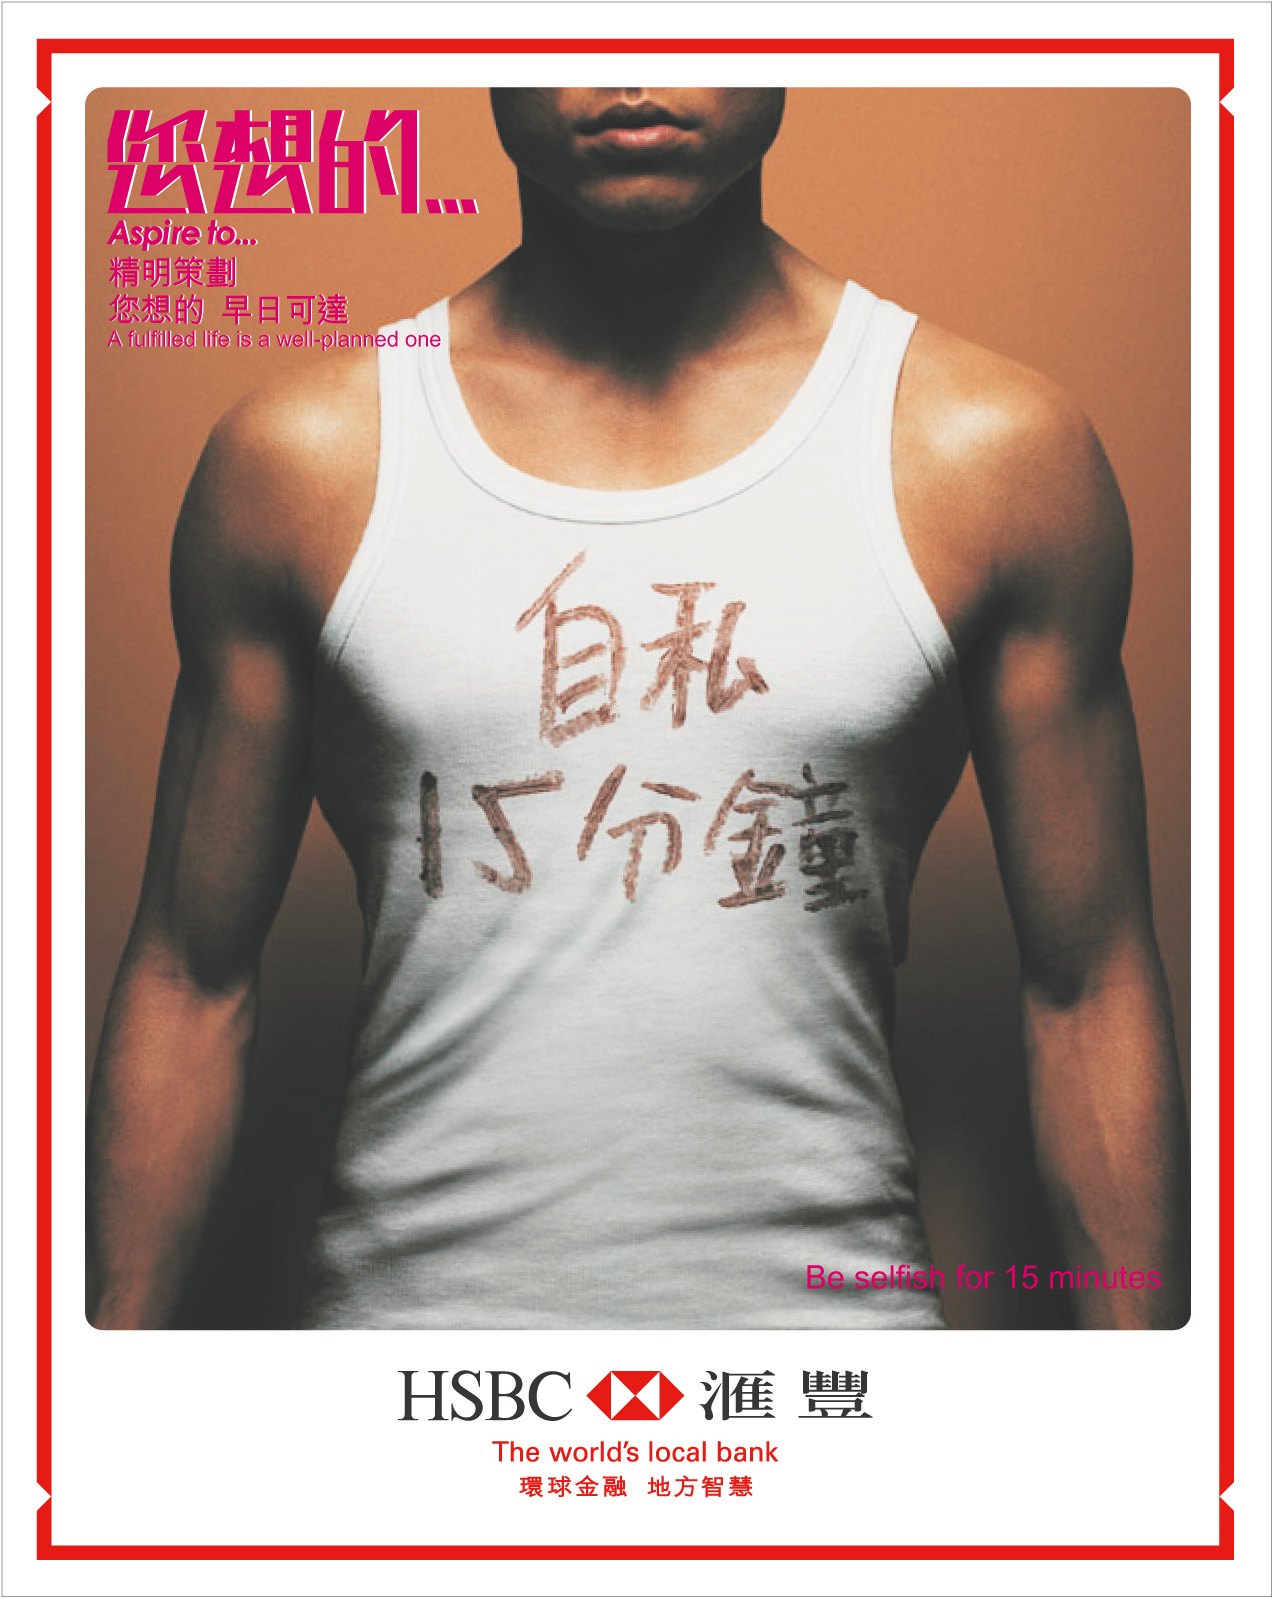 您想的...
Aspire to...
精明策劃
您想的 早日可達
A fulfilled life is a well-planned one
自私
15分鐘
Be selfish for 15 minutes
HSBC 滙豐
The world's local bank
環球金融 地方智慧